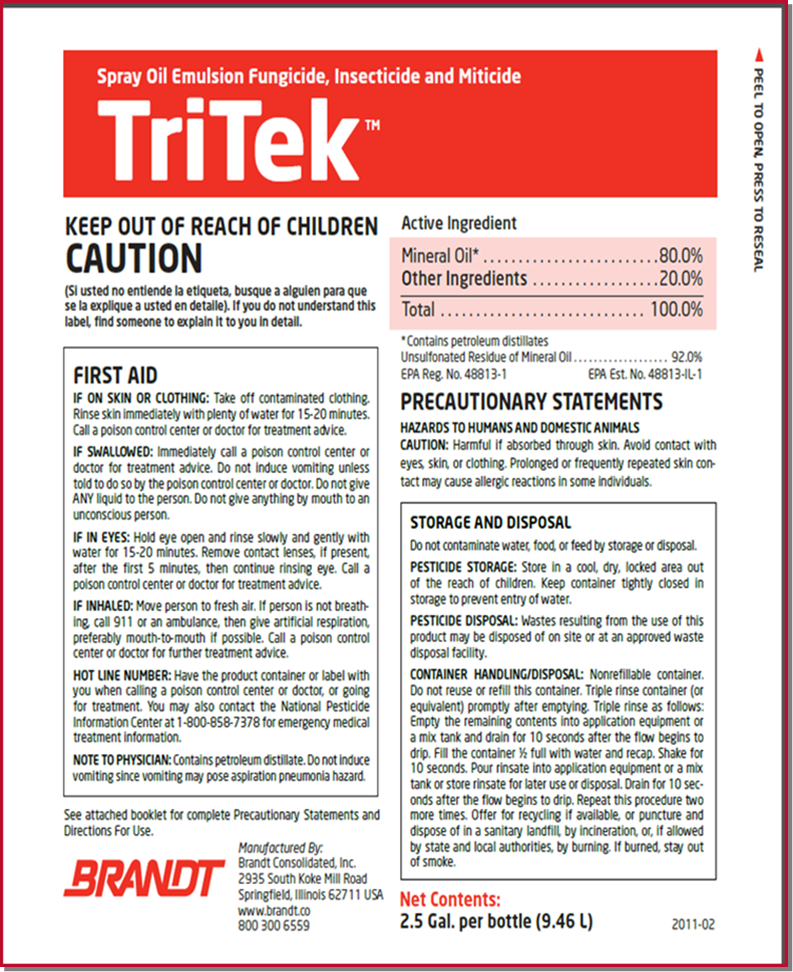 Spray Oil Emulsion Fungicide, Insecticide and Miticide
TriTek™
PEEL TO OPEN, PRESS TO RESEAL
KEEP OUT OF REACH OF CHILDREN
CAUTION
(Si usted no entiende la etiqueta, busque a alguien para que
se la explique a usted en detaile). If you do not understand this
label, find someone to explain it to you in detail.
FIRST AID
IF ON SKIN OR CLOTHING: Take off contaminated clothing.
Rinse skin immediately with plenty of water for 15-20 minutes.
Call a poison control center or doctor for treatment advice.
IF SWALLOWED: Immediately call a poison control center or
doctor for treatment advice. Do not induce vomiting unless
told to do so by the poison control center or doctor. Do not give
ANY liquid to the person. Do not give anything by mouth to an
unconscious person.
IF IN EYES: Hold eye open and rinse slowly and gently with
water for 15-20 minutes. Remove contact lenses, if present,
after the first 5 minutes, then continue rinsing eye. Call a
poison control center or doctor for treatment advice.
IF INHALED: Move person to fresh air. If person is not breath-
ing, call 911 or an ambulance, then give artificial respiration,
preferably mouth-to-mouth if possible. Call a poison control
center or doctor for further treatment advice.
HOT LINE NUMBER: Have the product container or label with
you when calling a poison control center or doctor, or going
for treatment. You may also contact the National Pesticide
Information Center at 1-800-858-7378 for emergency medical
treatment information.
NOTE TO PHYSICIAN: Contains petroleum distillate. Do not induce
vomiting since vomiting may pose aspiration pneumonia hazard.
See attached booklet for complete Precautionary Statements and
Directions For Use.
BRANDT
Manufactured By:
Brandt Consolidated, Inc.
2935 South Koke Mill Road
Springfield, Illinois 62711 USA
www.brandt.co
800 300 6559
Active Ingredient
Mineral Oil* ......................... 80.0%
Other Ingredients .................. 20.0%
Total ............................. 100.0%
*Contains petroleum distillates
Unsulfonated Residue of Mineral Oil ................... 92.0%
EPA Reg. No. 48813-1 EPA Est. No. 48813-IL-1
PRECAUTIONARY STATEMENTS
HAZARDS TO HUMANS AND DOMESTIC ANIMALS
CAUTION: Harmful if absorbed through skin. Avoid contact with
eyes, skin, or clothing. Prolonged or frequently repeated skin con-
tact may cause allergic reactions in some individuals.
STORAGE AND DISPOSAL
Do not contaminate water, food, or feed by storage or disposal.
PESTICIDE STORAGE: Store in a cool, dry, locked area out
of the reach of children. Keep container tightly closed in
storage to prevent entry of water.
PESTICIDE DISPOSAL: Wastes resulting from the use of this
product may be disposed of on site or at an approved waste
disposal facility.
CONTAINER HANDLING/DISPOSAL: Nonrefillable container.
Do not reuse or refill this container. Triple rinse container (or
equivalent) promptly after emptying. Triple rinse as follows:
Empty the remaining contents into application equipment or
a mix tank and drain for 10 seconds after the flow begins to
drip. Fill the container ½ full with water and recap. Shake for
10 seconds. Pour rinsate into application equipment or a mix
tank or store rinsate for later use or disposal. Drain for 10 sec-
onds after the flow begins to drip. Repeat this procedure two
more times. Offer for recycling if available, or puncture and
dispose of in a sanitary landfill, by incineration, or, if allowed
by state and local authorities, by burning. If burned, stay out
of smoke.
Net Contents:
2.5 Gal. per bottle (9.46 L)
2011-02